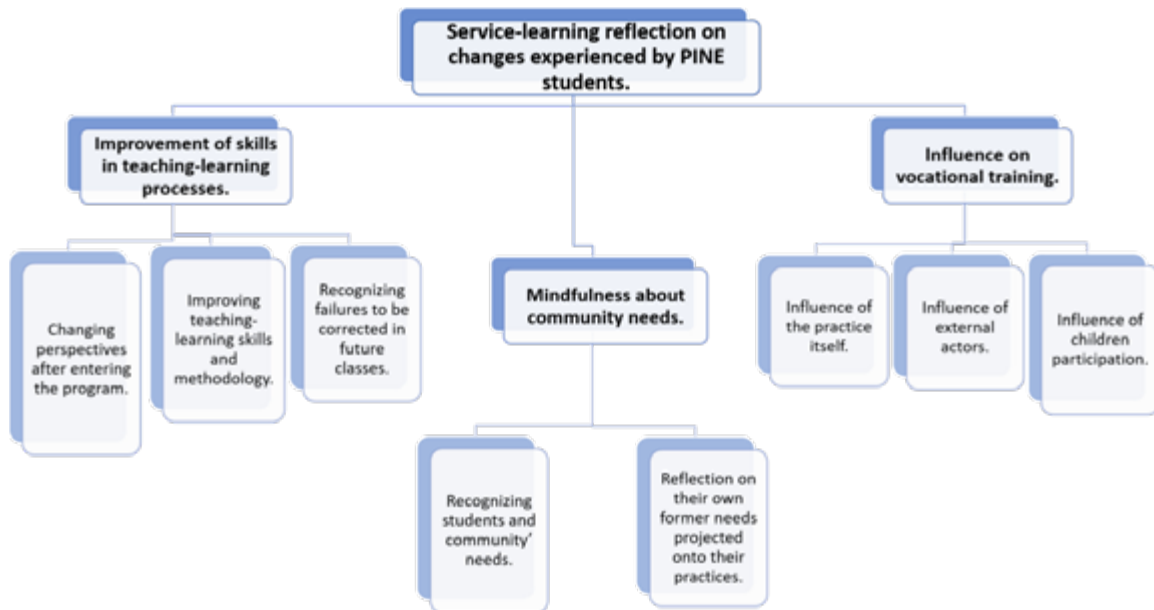 Service-learning reflection on
changes experienced by PINE
students.
Improvement of skills
in teaching-learning
processes.
Changing
perspectives
after entering
the program.
Improving
teaching-
learning skills
and
methodology.
Recognizing
failures to be
corrected in
future
classes.
Mindfulness about
community needs.
Recognizing
students and
community’
needs.
Reflection on
their own
former needs
projected
onto their
practices.
Influence on
vocational training.
Influence of
the practice
itself.
Influence of
external
actors.
Influence of
children
participation.